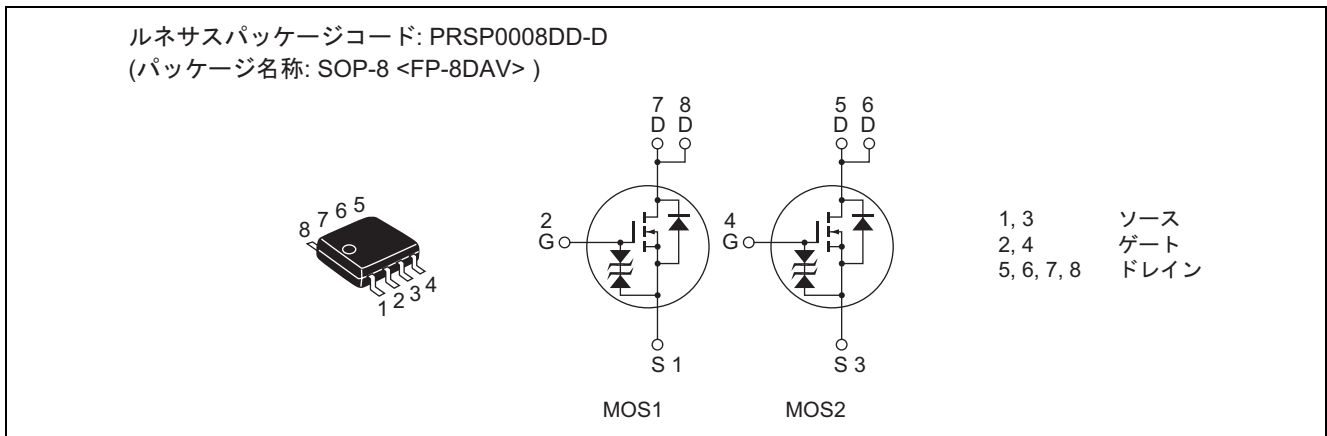 ルネサスパッケージコード: PRSP0008DD-D
(パッケージ名称: SOP-8 <FP-8DAV> )
7 8
D D
5 6
D D
8 7 6 5
1 2 3 4
2
G
4
G
S 1
S 3
MOS1
MOS2
1, 3 ソース
2, 4 ゲート
5, 6, 7, 8 ドレイン